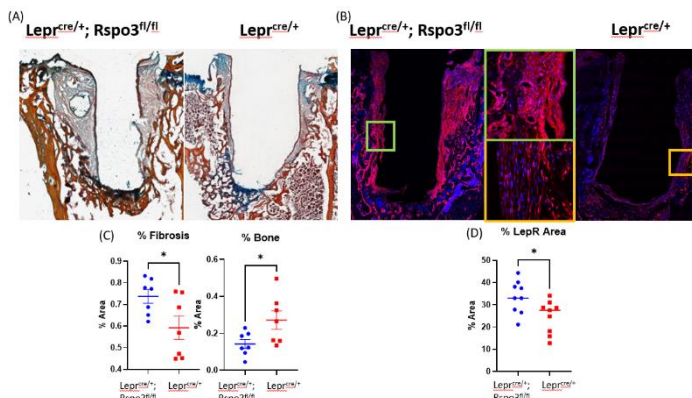 (A)
Lepr^cre/+; Rspo3^fl/fl
Lepr^cre/+
(B)
Lepr^cre/+; Rspo3^fl/fl
Lepr^cre/+
(C)
% Fibrosis
*
% Area
0.9
0.8
0.7
0.6
0.5
0.4
Lepr^cre/+;
Rspo3^fl/fl
Lepr^cre/+
% Bone
*
% Area
0.6
0.4
0.2
0.0
Lepr^cre/+;
Rspo3^fl/fl
Lepr^cre/+
(D)
% LepR Area
*
% Area
50
40
30
20
10
0
Lepr^cre/+;
Rspo3^fl/fl
Lepr^cre/+